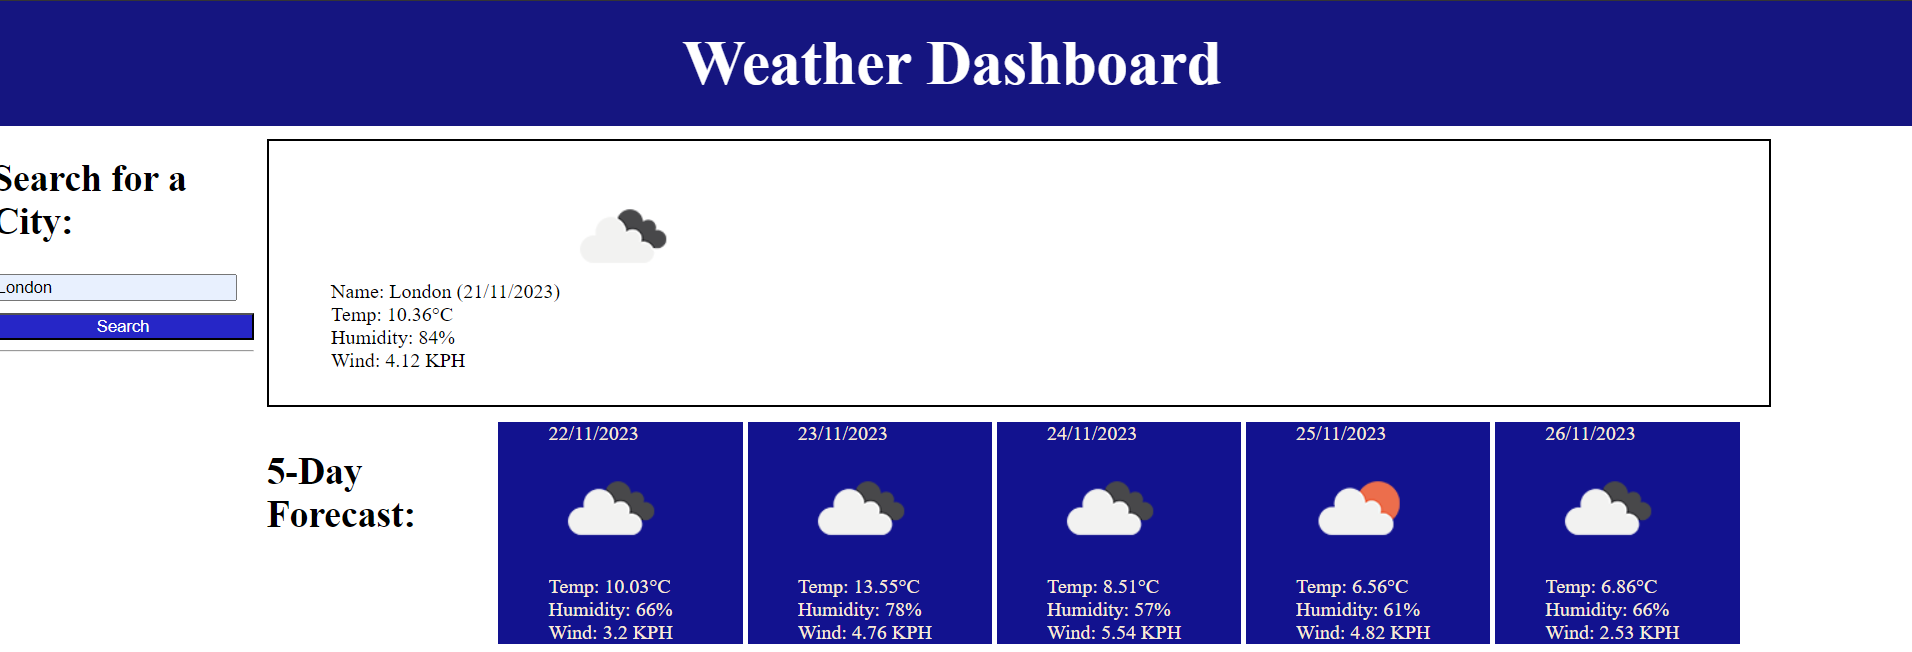 Weather Dashboard
Search for a
City:
London
Search
Name: London (21/11/2023)
Temp: 10.36°C
Humidity: 84%
Wind: 4.12 KPH
5-Day
Forecast:
22/11/2023
Temp: 10.03°C
Humidity: 66%
Wind: 3.2 KPH
23/11/2023
Temp: 13.55°C
Humidity: 78%
Wind: 4.76 KPH
24/11/2023
Temp: 8.51°C
Humidity: 57%
Wind: 5.54 KPH
25/11/2023
Temp: 6.56°C
Humidity: 61%
Wind: 4.82 KPH
26/11/2023
Temp: 6.86°C
Humidity: 66%
Wind: 2.53 KPH